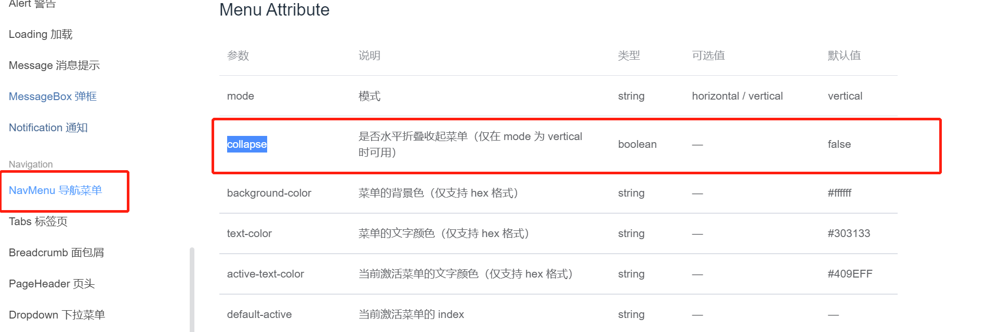 Alert 警告
Loading 加载
Message 消息提示
MessageBox 弹框
Notification 通知
Navigation
NavMenu 导航菜单
Tabs 标签页
Breadcrumb 面包屑
PageHeader 页头
Dropdown 下拉菜单
Menu Attribute
参数 说明 类型 可选值 默认值
mode 模式 string horizontal / vertical vertical
collapse 是否水平折叠收起菜单（仅在 mode 为 vertical
时可用） boolean — false
background-color 菜单的背景色（仅支持 hex 格式） string — #ffffff
text-color 菜单的文字颜色（仅支持 hex 格式） string — #303133
active-text-color 当前激活菜单的文字颜色（仅支持 hex 格式） string — #409EFF
default-active 当前激活菜单的 index string — —